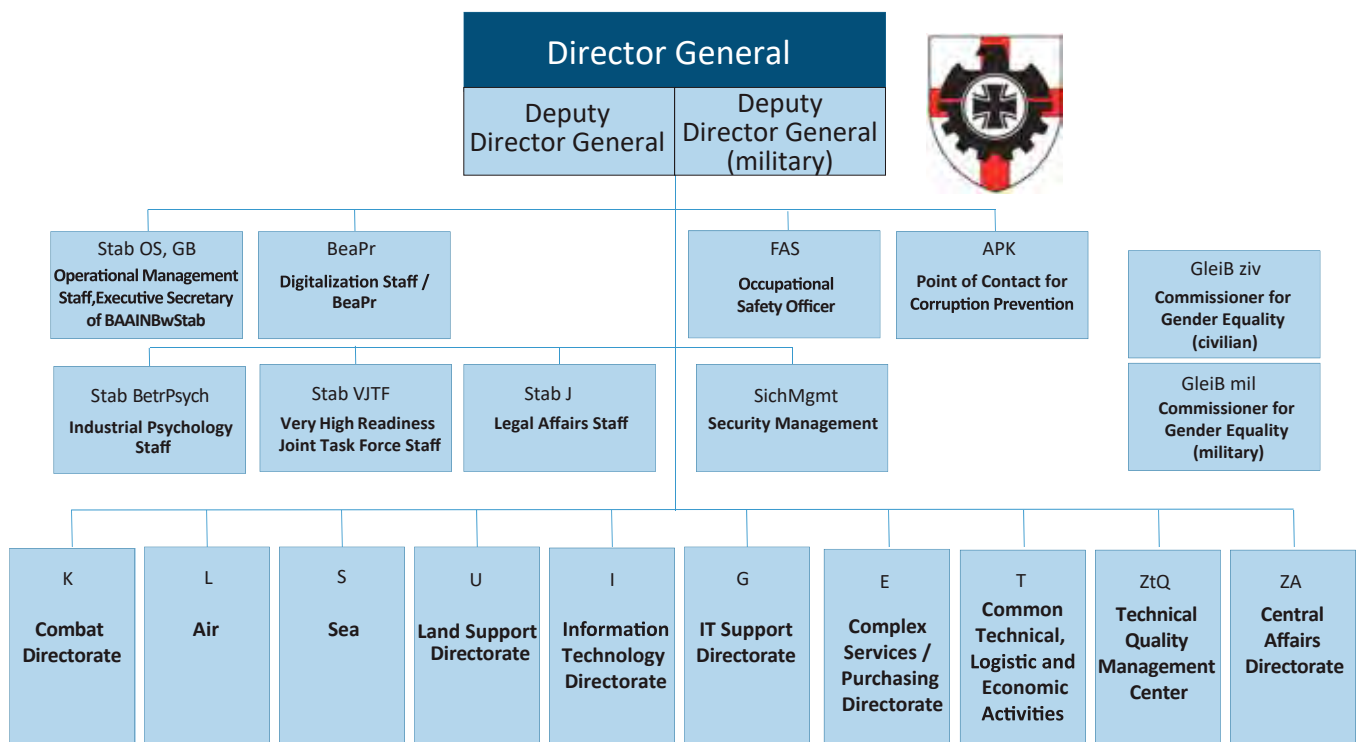 Director General
Deputy
Director General
Deputy
Director General
(military)
Stab OS, GB
Operational Management
Staff,Executive Secretary
of BAAINBwStab
BeaPr
Digitalization Staff /
BeaPr
FAS
Occupational
Safety Officer
APK
Point of Contact for
Corruption Prevention
GleiB ziv
Commissioner for
Gender Equality
(civilian)
Stab BetrPsych
Industrial Psychology
Staff
Stab VJTF
Very High Readiness
Joint Task Force Staff
Stab J
Legal Affairs Staff
SichMgmt
Security Management
GleiB mil
Commissioner for
Gender Equality
(military)
K
Combat
Directorate
L
Air
S
Sea
U
Land Support
Directorate
I
Information
Technology
Directorate
G
IT Support
Directorate
E
Complex
Services /
Purchasing
Directorate
T
Common
Technical,
Logistic and
Economic
Activities
ZtQ
Technical
Quality
Management
Center
ZA
Central
Affairs
Directorate